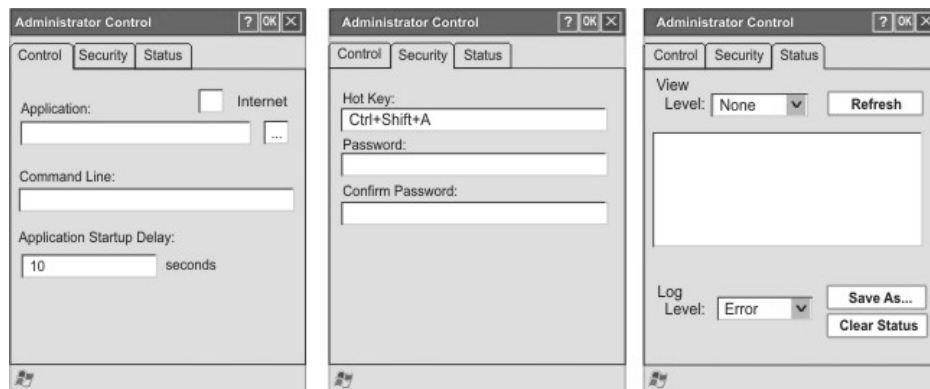 Administrator Control ? OK X
Control Security Status
Application:
Internet
...
Command Line:
Application Startup Delay:
10 seconds
Administrator Control ? OK X
Control Security Status
Hot Key:
Ctrl+Shift+A
Password:
Confirm Password:
Administrator Control ? OK X
Control Security Status
View
Level: None Refresh
Log
Level: Error
Save As...
Clear Status